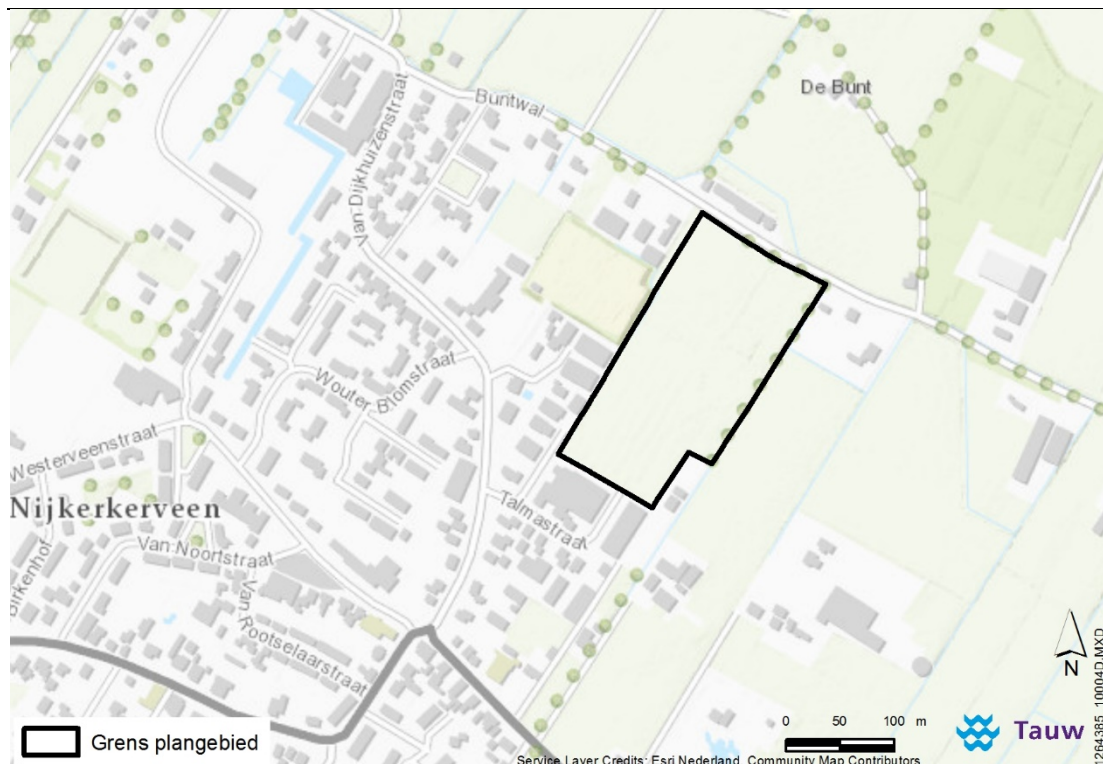 De Bunt
Buntwal
Van Dijkhuizenstraat
Wouter Blomstraat
Westerveenstraat
Nijkerkerveen
Talmastraat
Van Noortstraat
Birkenhof
Van Rootselaarstraat
N
Grens plangebied
0 50 100 m
Tauw
Service Layer Credits: Esri Nederland, Community Map Contributors
1264385_10004D.MXD